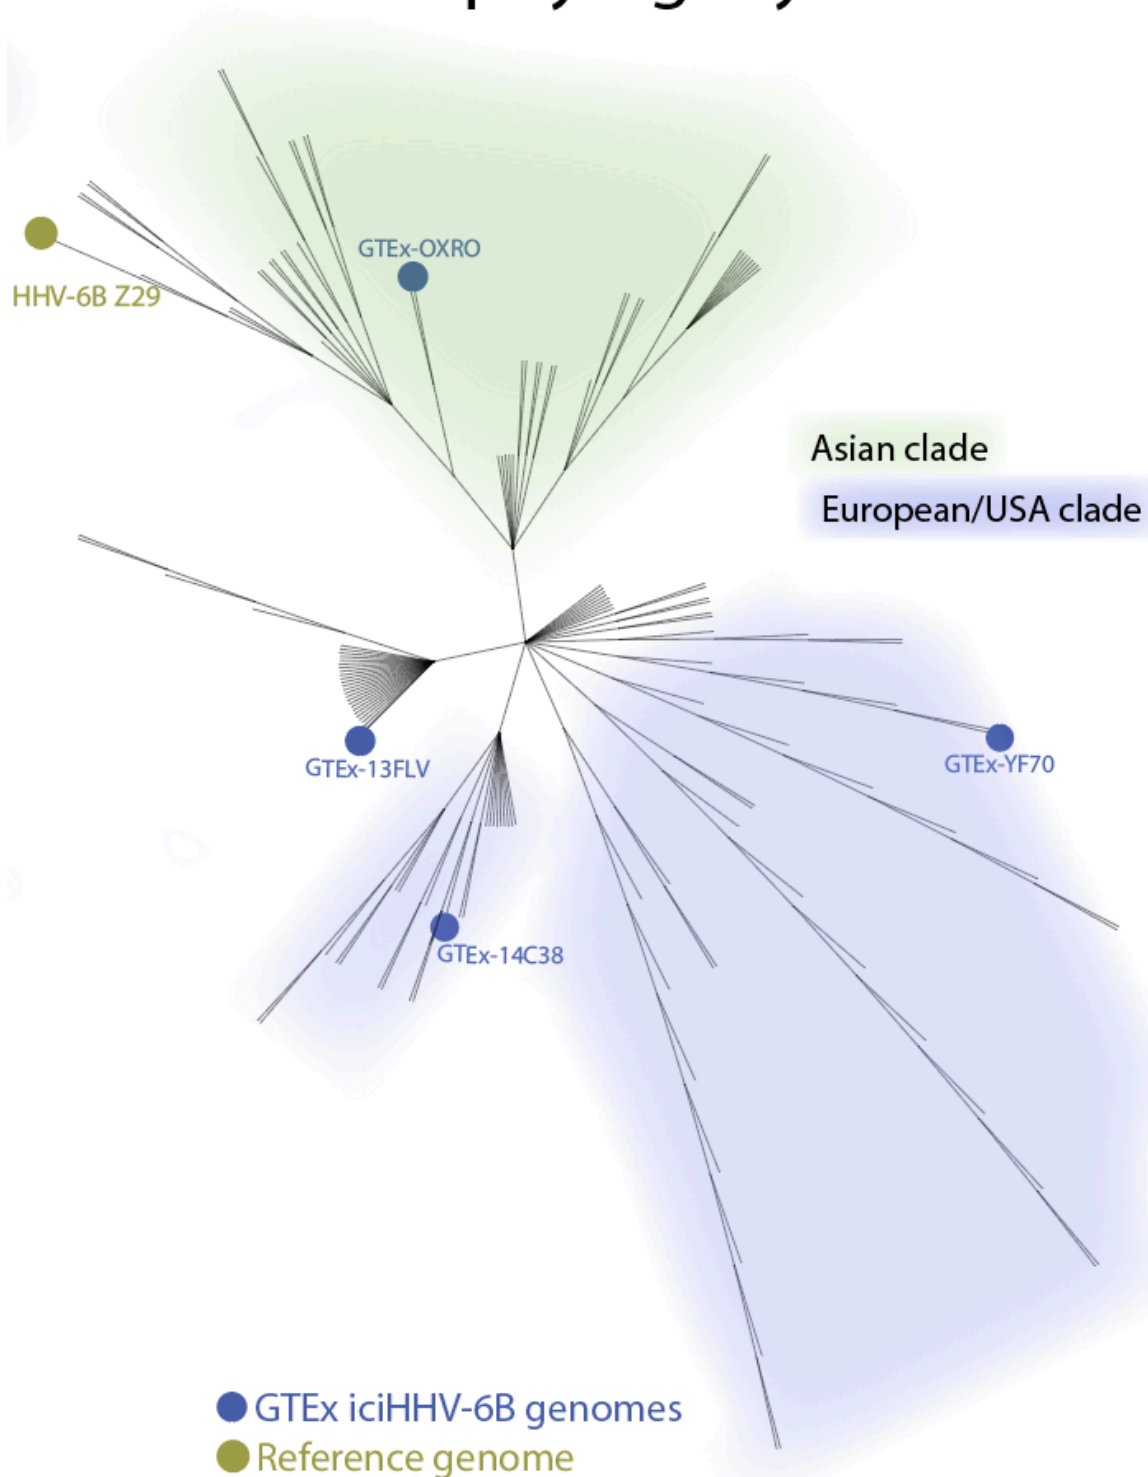 GTEx-OXRO
HHV-6B Z29
Asian clade
European/USA clade
GTEx-13FLV
GTEx-YF70
GTEx-14C38
GTEx iciHHV-6B genomes
Reference genome